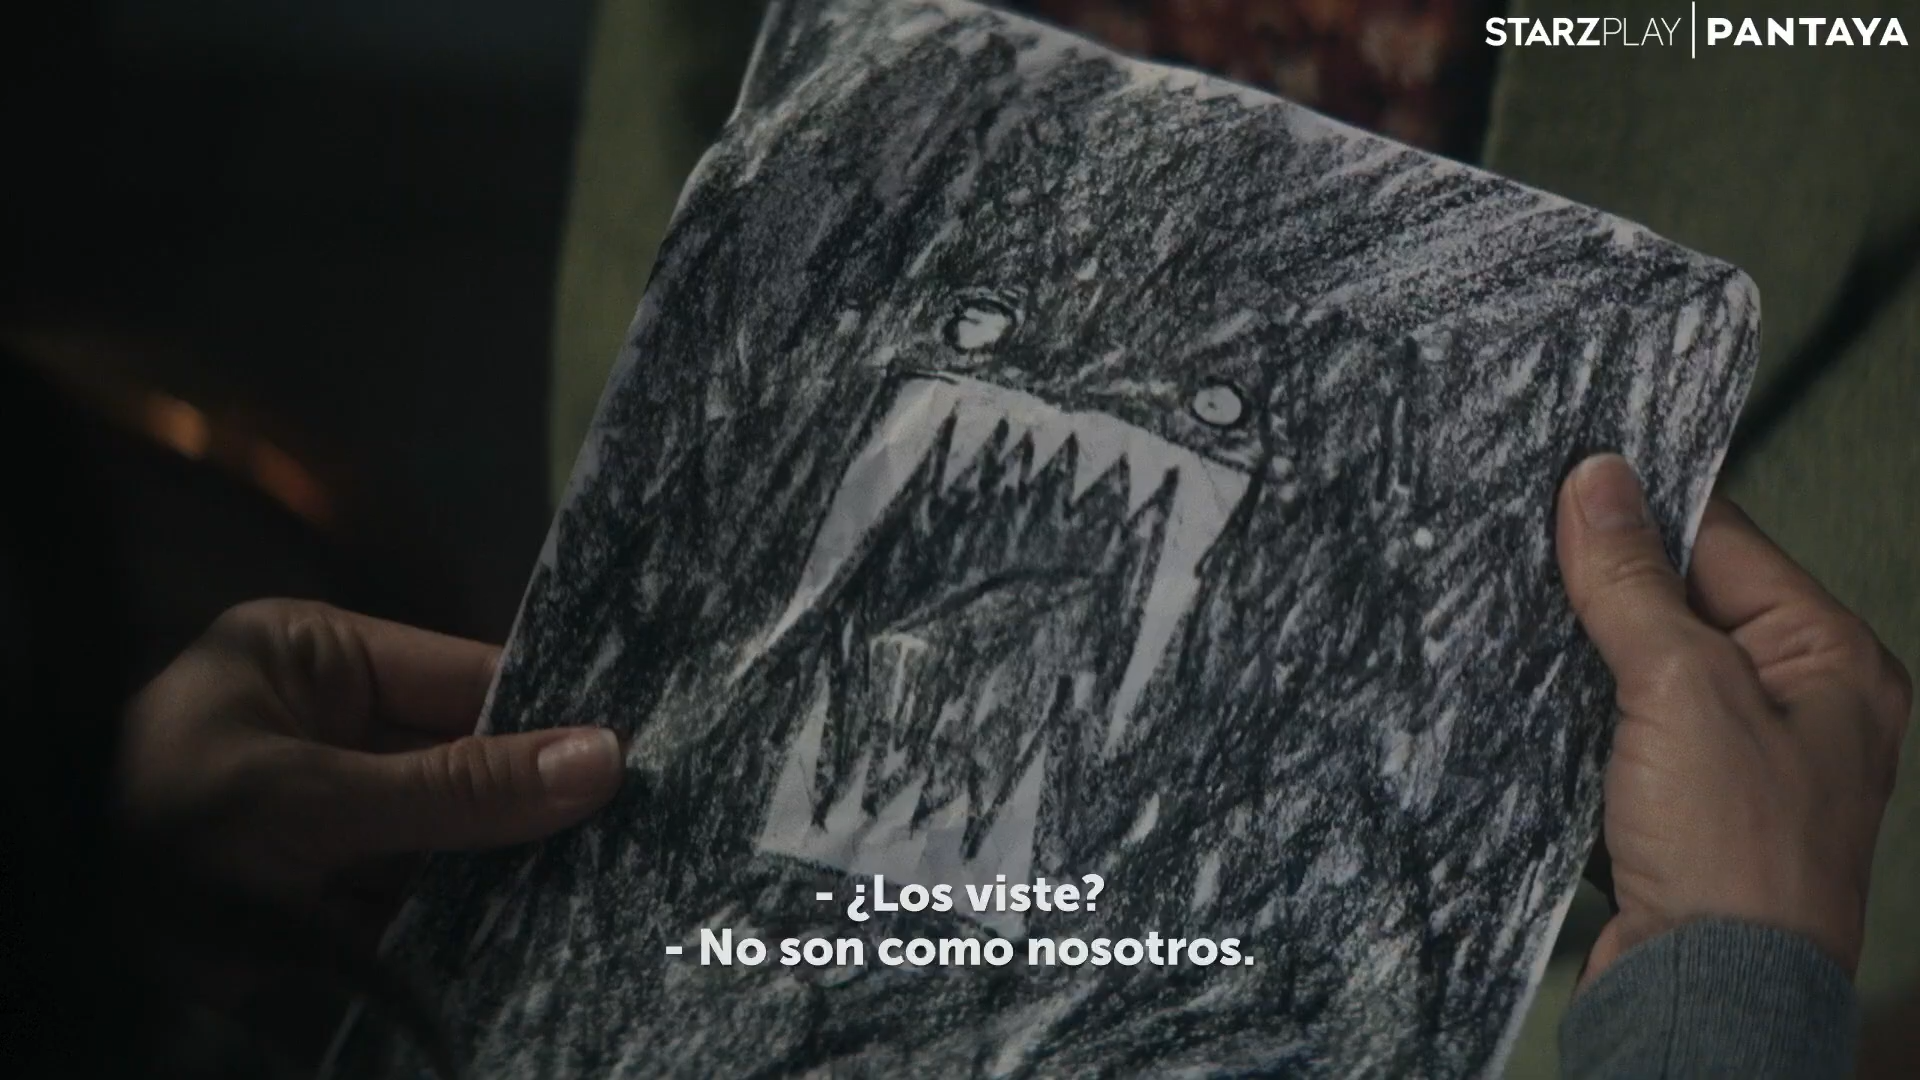 STARZPLAY | PANTAYA
- ¿Los viste?
- No son como nosotros.